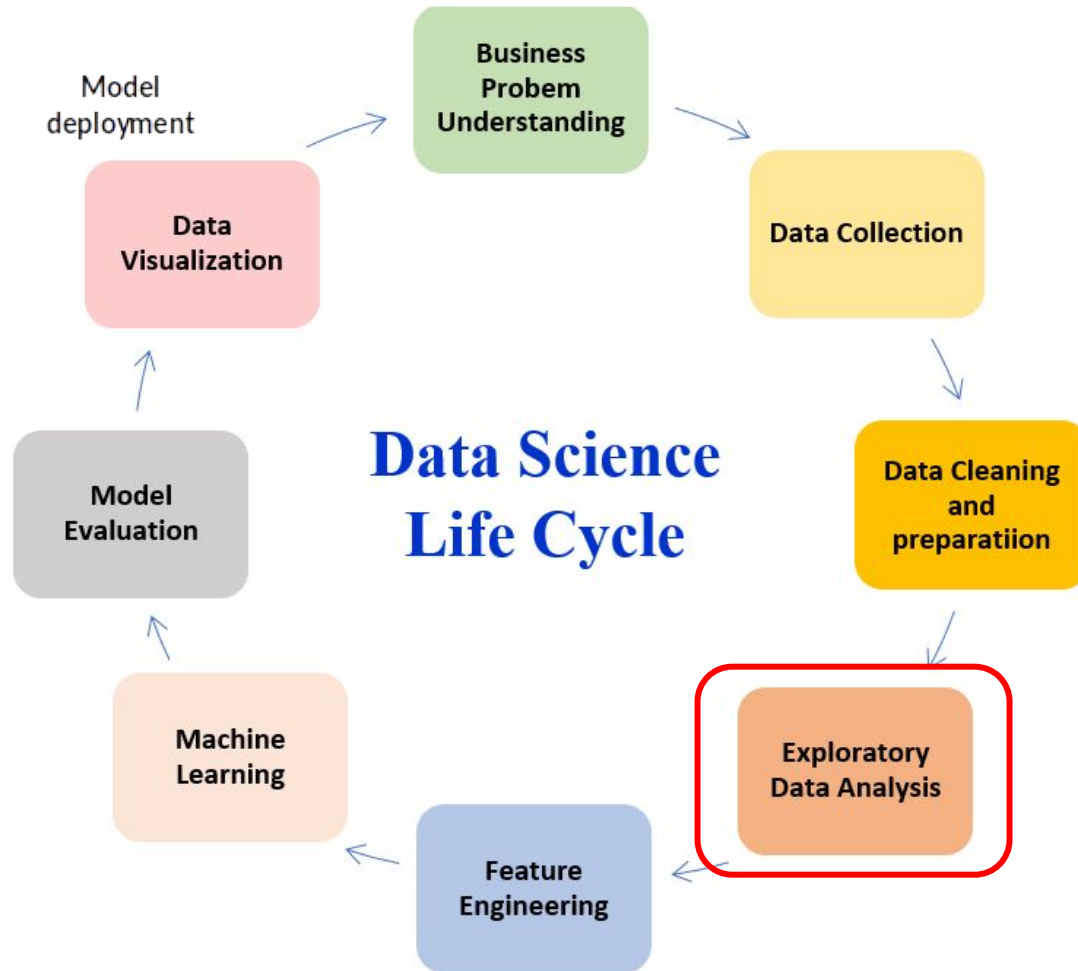 Business
Probem
Understanding
Model
deployment
Data
Visualization
Data Collection
Data Science
Life Cycle
Data Cleaning
and
preparatiion
Model
Evaluation
Machine
Learning
Exploratory
Data Analysis
Feature
Engineering